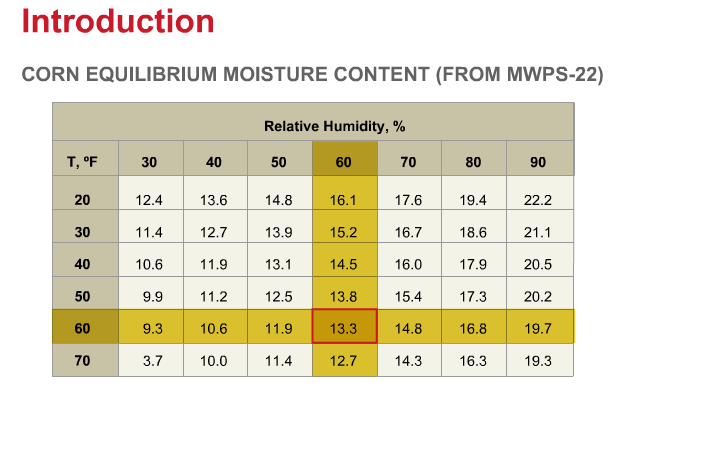 Introduction
CORN EQUILIBRIUM MOISTURE CONTENT (FROM MWPS-22)
Relative Humidity, %
T, ºF 30 40 50 60 70 80 90
20 12.4 13.6 14.8 16.1 17.6 19.4 22.2
30 11.4 12.7 13.9 15.2 16.7 18.6 21.1
40 10.6 11.9 13.1 14.5 16.0 17.9 20.5
50 9.9 11.2 12.5 13.8 15.4 17.3 20.2
60 9.3 10.6 11.9 13.3 14.8 16.8 19.7
70 3.7 10.0 11.4 12.7 14.3 16.3 19.3